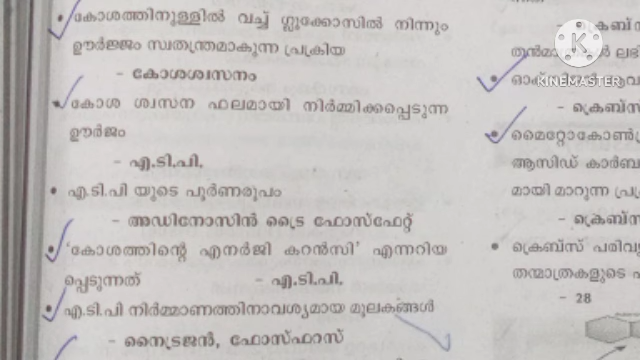 കോശത്തിനുള്ളിൽ വച്ച് ഗ്ലൂക്കോസിൽ നിന്നും
ഊർജ്ജം സ്വതന്ത്രമാകുന്ന പ്രക്രിയ
- കോശശ്വസനം
കോശ ശ്വസന ഫലമായി നിർമ്മിക്കപ്പെടുന്ന
ഊർജം
- എ.ടി.പി.
• എ.ടി.പി യുടെ പൂർണരൂപം
- അഡിനോസിൻ ട്രൈ ഫോസ്ഫേറ്റ്
• 'കോശത്തിന്റെ എനർജി കറൻസി' എന്നറിയ
പ്പെടുന്നത് - എ.ടി.പി.
• എ.ടി.പി നിർമ്മാണത്തിനാവശ്യമായ മൂലകങ്ങൾ
- നൈട്രജൻ, ഫോസ്ഫറസ്
- ക്രെബ്സ്
K
KINEMASTER
- ക്രെബ്സ്
•
ആസിഡ് കാർബ
മായി മാറുന്ന
- ക്രെബ്സ്
• ക്രെബ്സ്
തന്മാത്രകളുടെ
- 28